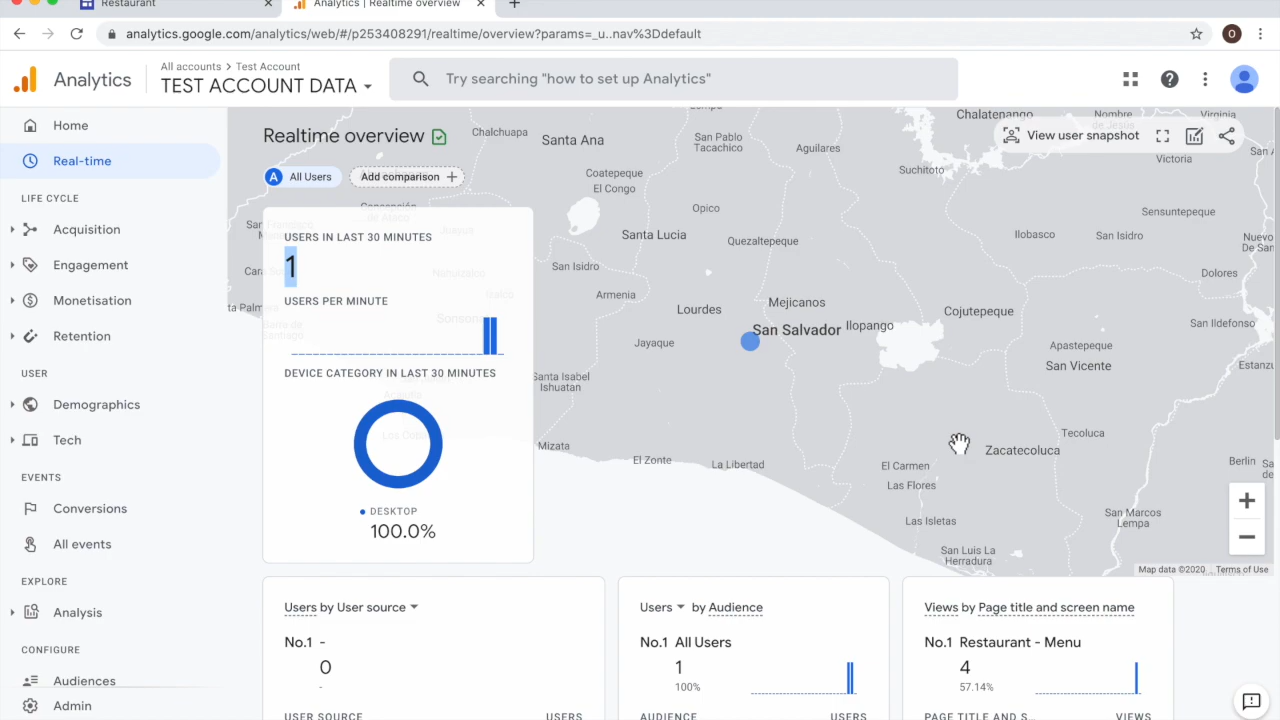 Restaurant
Analytics | Realtime overview
analytics.google.com/analytics/web/#/p253408291/realtime/overview?params=_u..nav%3Ddefault
O
Analytics
All accounts > Test Account
TEST ACCOUNT DATA
Try searching "how to set up Analytics"
Home
Real-time
LIFE CYCLE
Acquisition
Engagement
Monetisation
Retention
USER
Demographics
Tech
EVENTS
Conversions
All events
EXPLORE
Analysis
CONFIGURE
Audiences
Admin
Realtime overview
View user snapshot
A All Users
Add comparison +
USERS IN LAST 30 MINUTES
1
USERS PER MINUTE
DEVICE CATEGORY IN LAST 30 MINUTES
DESKTOP
100.0%
Chalchuapa
Santa Ana
San Pablo
Tacachico
Aguilares
Chalatenango
Nombre
Virginia
Victoria
Suchitoto
Coatepeque
El Congo
Opico
Sensuntepeque
Santa Lucia
Quezaltepeque
Ilobasco
San Isidro
Nuevo
San Isidro
Dolores
Armenia
Lourdes
Mejicanos
Cojutepeque
San Salvador
Ilopango
San Ildefonso
Jayaque
Apastepeque
San Vicente
Estanzu
Santa Isabel
Ishuatan
Mizata
El Zonte
La Libertad
Tecoluca
Zacatecoluca
El Carmen
Las Flores
Berlin
Las Isletas
San Marcos
Lempa
San Luis La
Herradura
Map data ©2020 Terms of Use
Users by User source
No.1 -
0
-
USER SOURCE USERS
Users by Audience
No.1 All Users
1
100%
AUDIENCE USERS
Views by Page title and screen name
No.1 Restaurant - Menu
4
57.14%
PAGE TITLE AND S... VIEWS